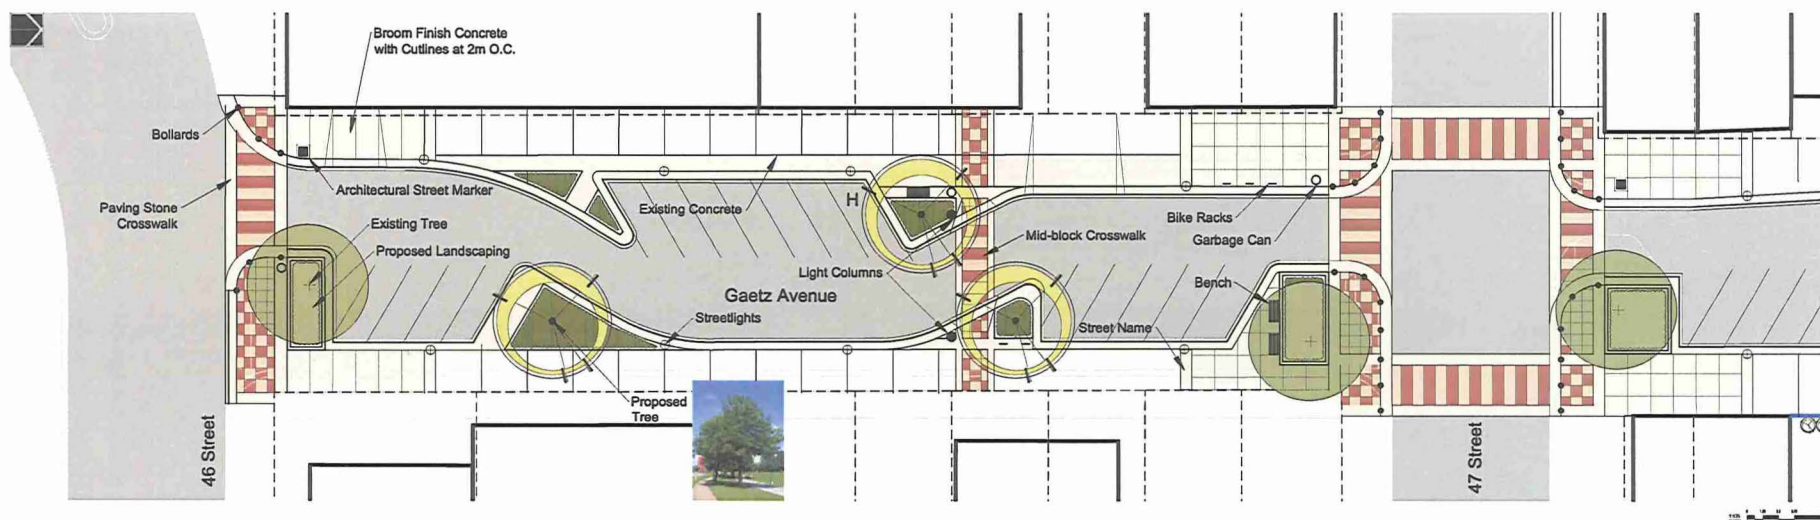 Broom Finish Concrete
with Cutlines at 2m O.C.
Bollards
Architectural Street Marker
Paving Stone
Crosswalk
Existing Tree
Proposed Landscaping
Existing Concrete
H
Bike Racks
Garbage Can
Mid-block Crosswalk
Light Columns
Gaetz Avenue
Bench
Streetlights
Street Name
Proposed
Tree
46 Street
47 Street